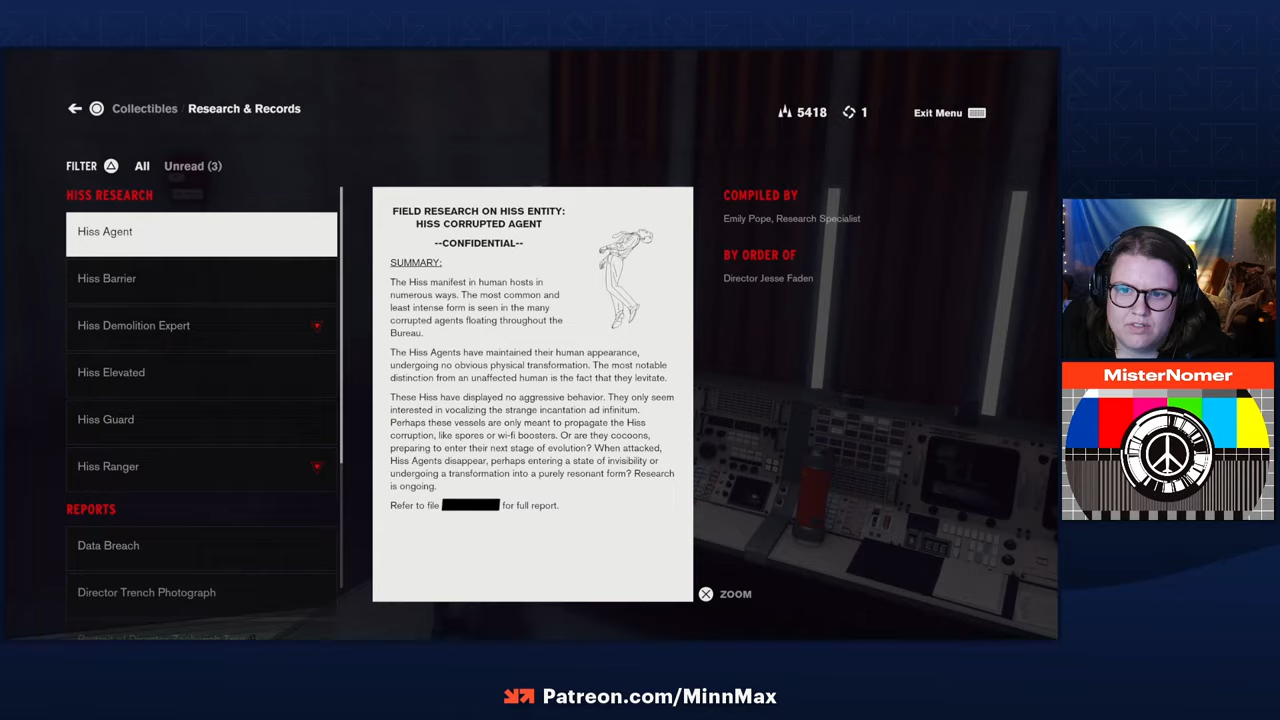 Collectibles / Research & Records
5418
1
Exit Menu
FILTER
All
Unread (3)
HISS RESEARCH
Hiss Agent
Hiss Barrier
Hiss Demolition Expert
Hiss Elevated
Hiss Guard
Hiss Ranger
REPORTS
Data Breach
Director Trench Photograph
FIELD RESEARCH ON HISS ENTITY:
HISS CORRUPTED AGENT
--CONFIDENTIAL--
SUMMARY:
The Hiss manifest in human hosts in
numerous ways. The most common and
least intense form is seen in the many
corrupted agents floating throughout the
Bureau.
The Hiss Agents have maintained their human appearance,
undergoing no obvious physical transformation. The most notable
distinction from an unaffected human is the fact that they levitate.
These Hiss have displayed no aggressive behavior. They only seem
interested in vocalizing the strange incantation ad infinitum.
Perhaps these vessels are only meant to propagate the Hiss
corruption, like spores or wi-fi boosters. Or are they cocoons,
preparing to enter their next stage of evolution? When attacked,
Hiss Agents disappear, perhaps entering a state of invisibility or
undergoing a transformation into a purely resonant form? Research
is ongoing.
Refer to file for full report.
COMPILED BY
Emily Pope, Research Specialist
BY ORDER OF
Director Jesse Faden
ZOOM
MisterNomer
Patreon.com/MinnMax